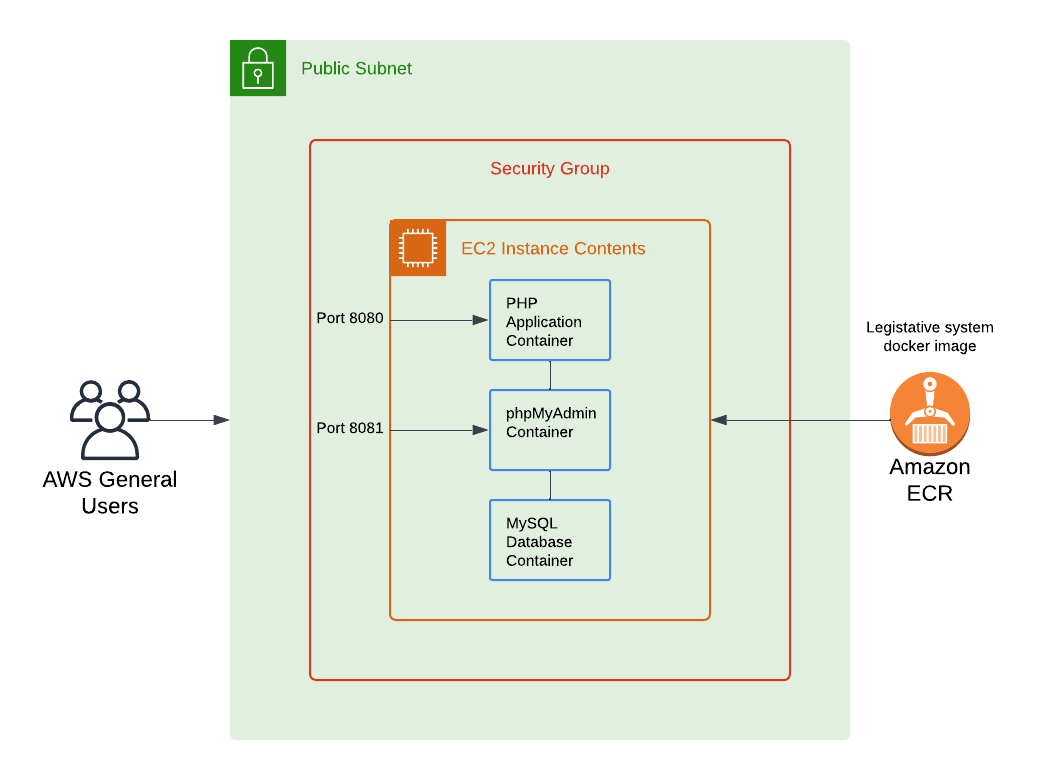 Public Subnet
Security Group
EC2 Instance Contents
Port 8080
PHP
Application
Container
Port 8081
phpMyAdmin
Container
MySQL
Database
Container
AWS General
Users
Legistative system
docker image
Amazon
ECR